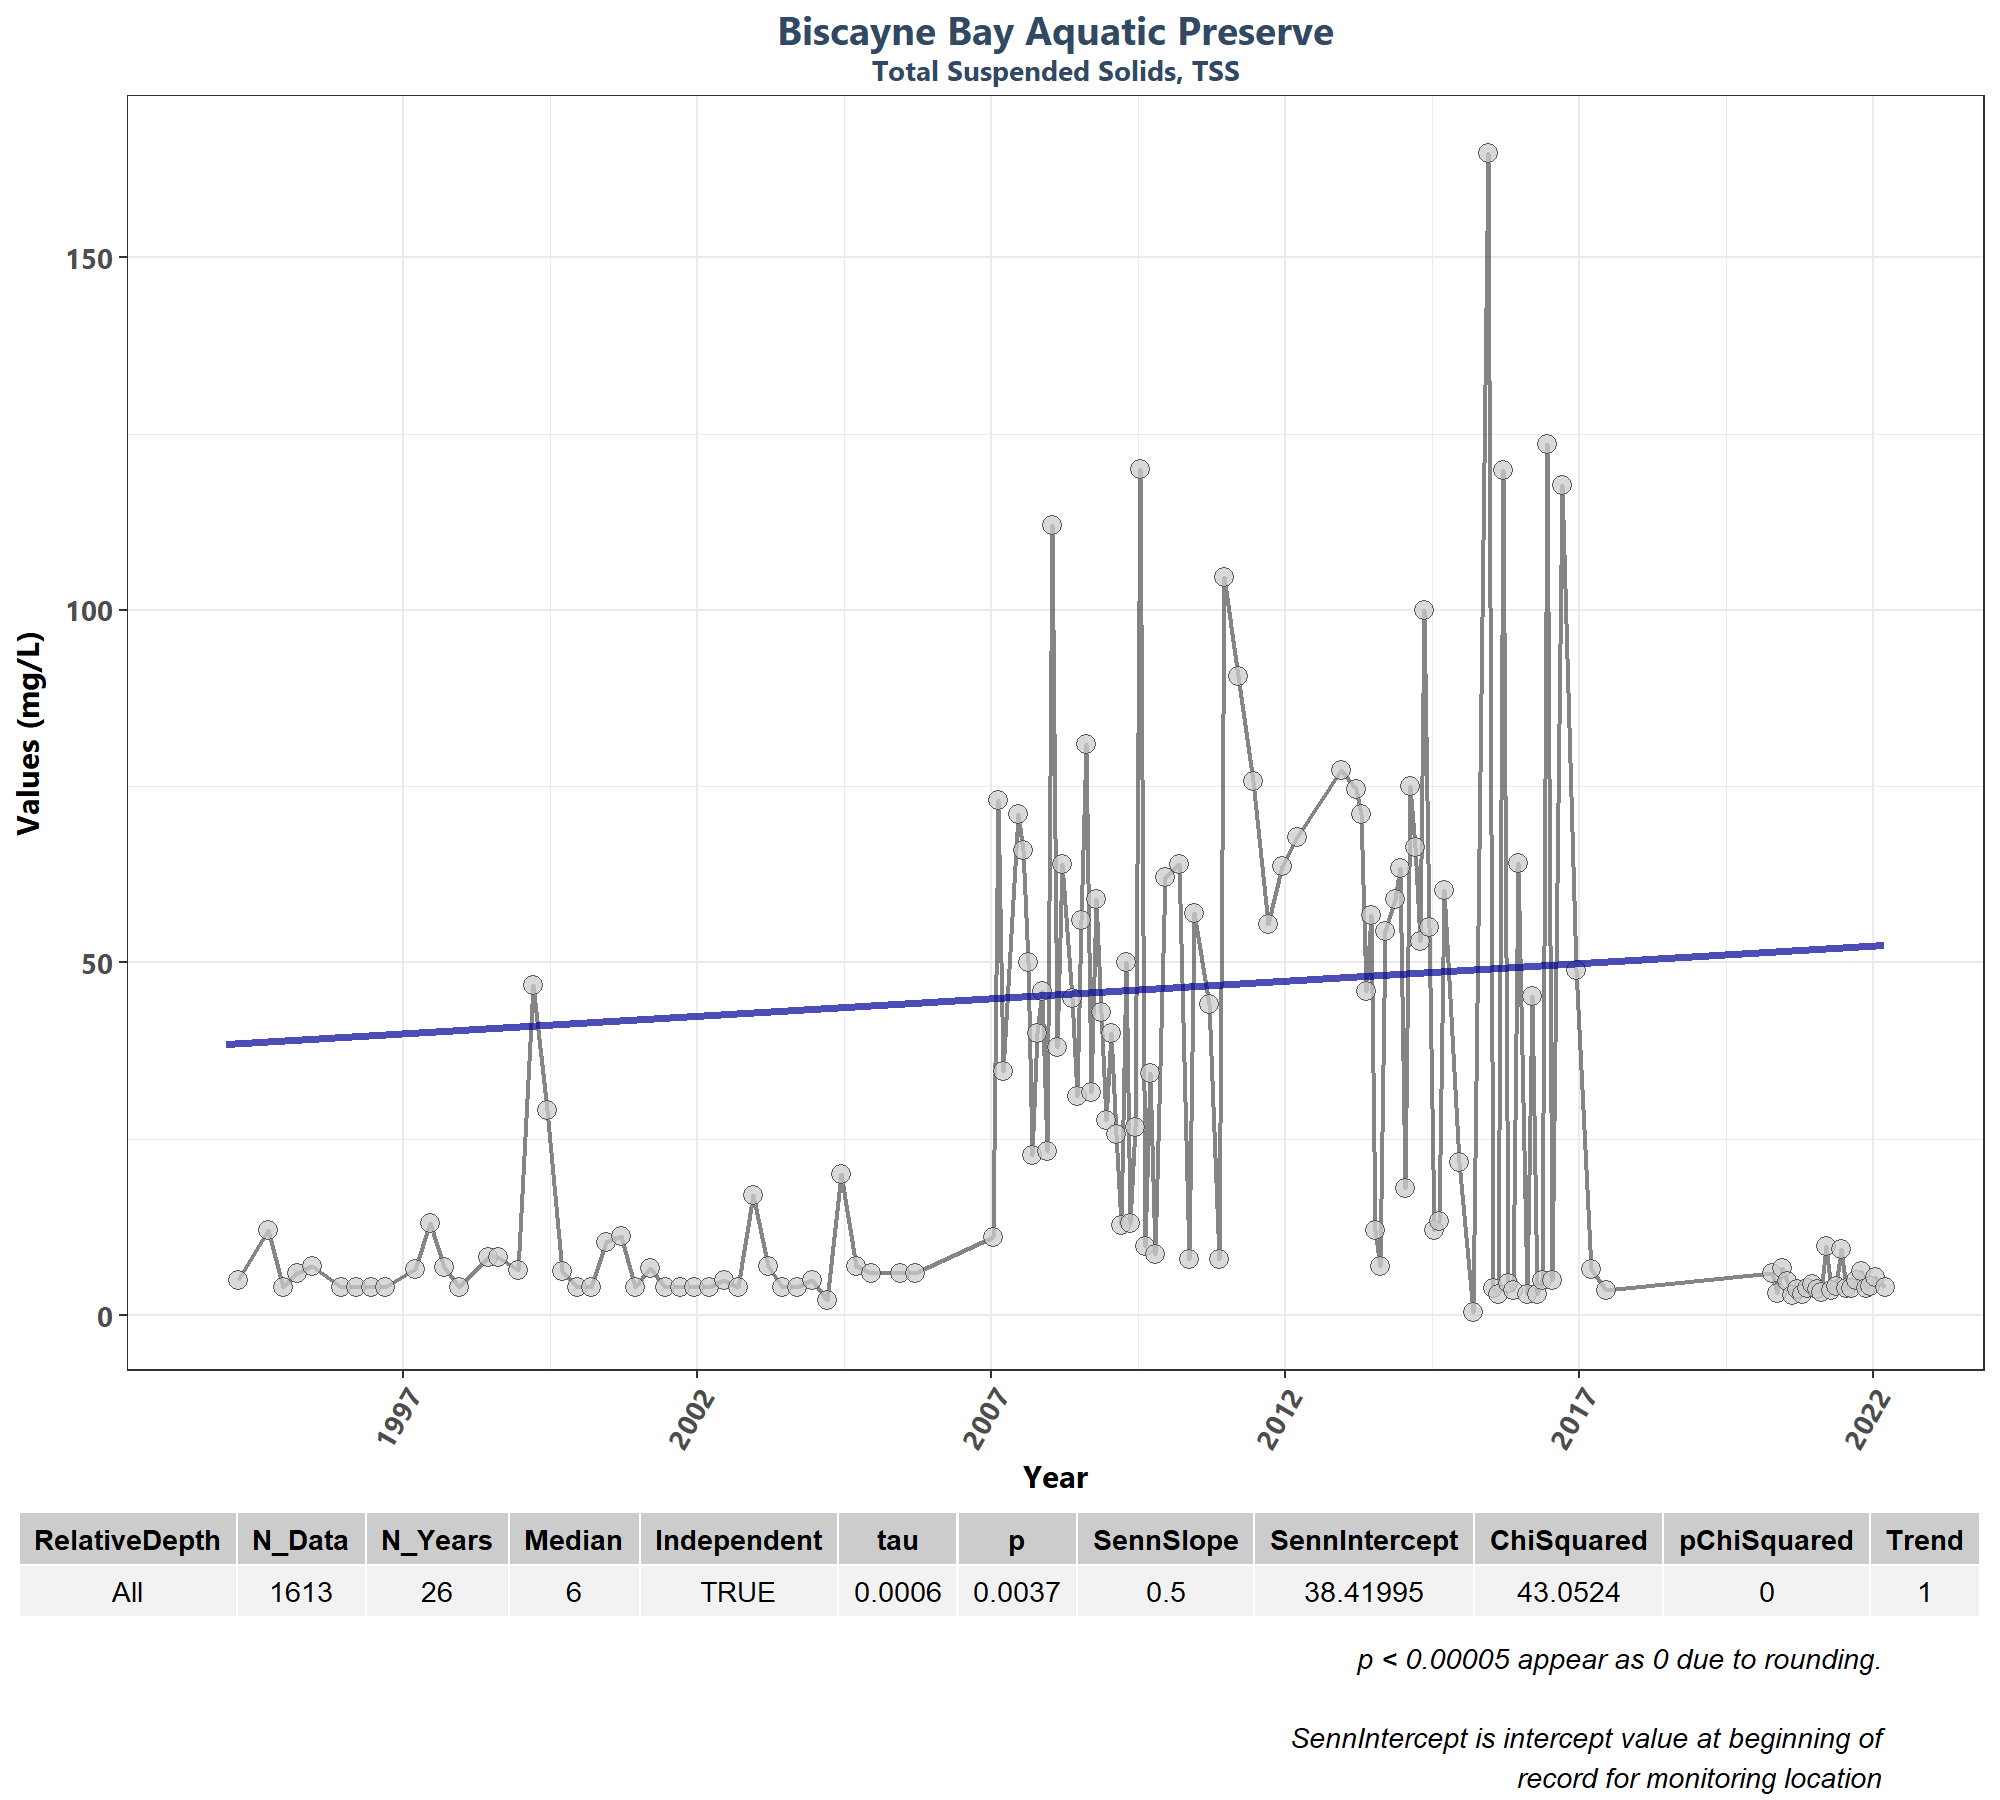 Biscayne Bay Aquatic Preserve
Total Suspended Solids, TSS
Values (mg/L)
150
100
50
0
1997 2002 2007 2012 2017 2022
Year
RelativeDepth N_Data N_Years Median Independent tau p SennSlope SennIntercept ChiSquared pChiSquared Trend
All 1613 26 6 TRUE 0.0006 0.0037 0.5 38.41995 43.0524 0 1
p < 0.00005 appear as 0 due to rounding.
SennIntercept is intercept value at beginning of
record for monitoring location